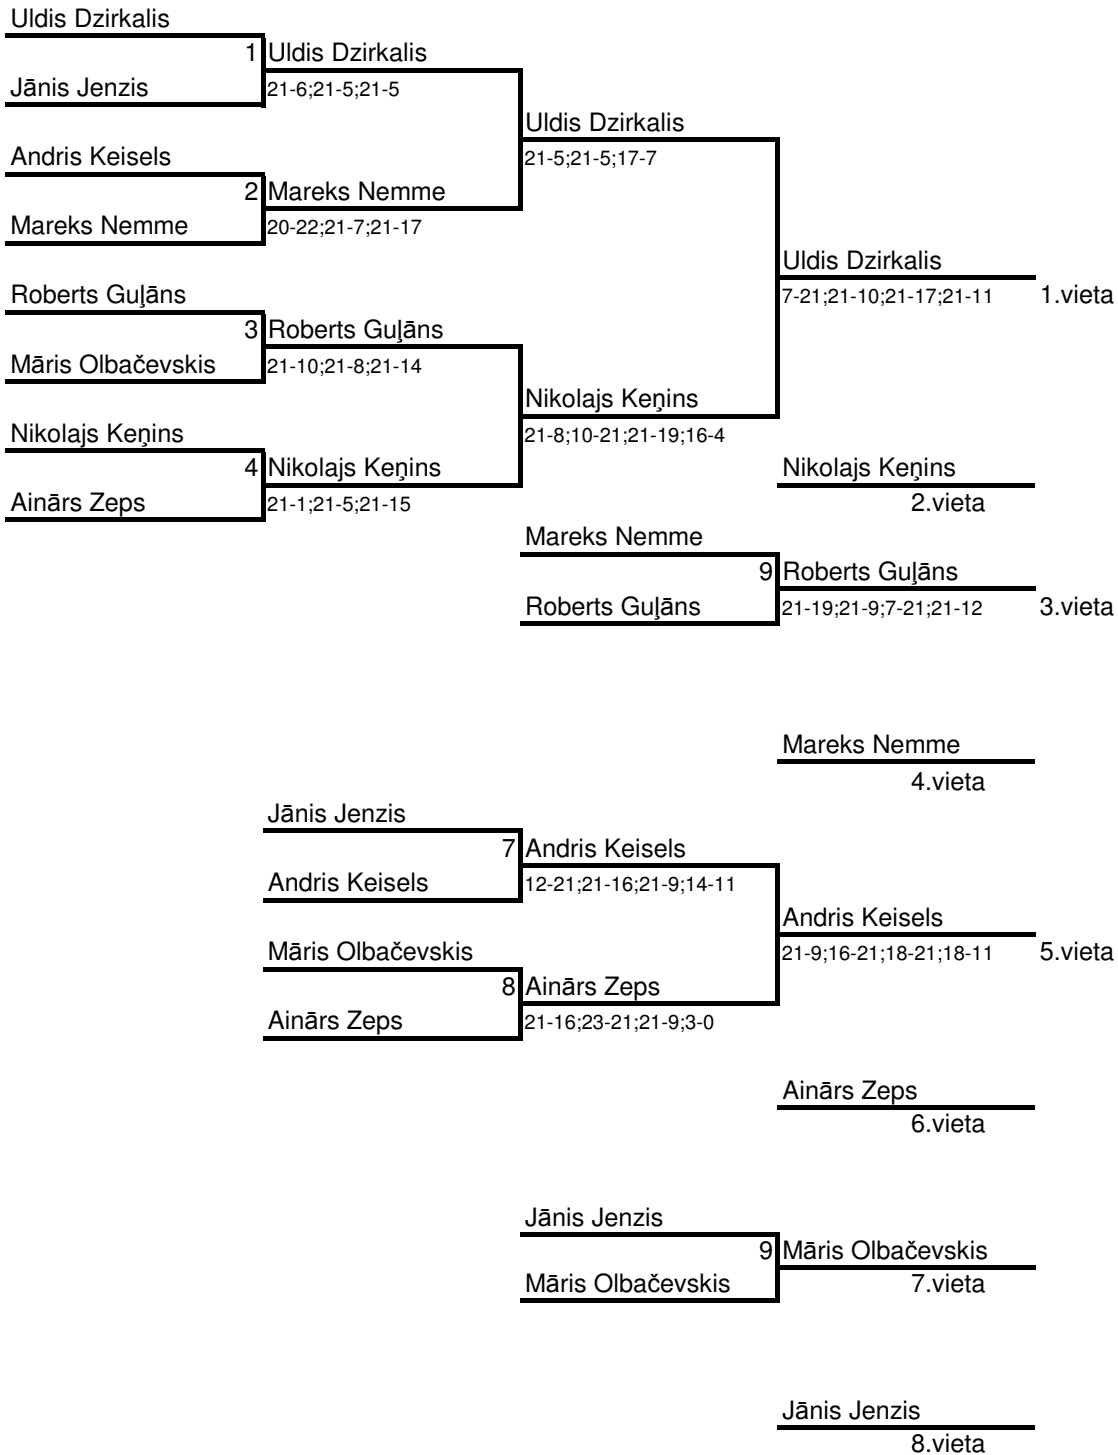 Uldis Dzirkalis
1 Uldis Dzirkalis
Jānis Jenzis 21-6;21-5;21-5
Uldis Dzirkalis
Andris Keisels 21-5;21-5;17-7
2 Mareks Nemme
Mareks Nemme 20-22;21-7;21-17
Uldis Dzirkalis
Roberts Guļāns 7-21;21-10;21-17;21-11 1.vieta
3 Roberts Guļāns
Māris Olbačevskis 21-10;21-8;21-14
Nikolajs Keņins
Nikolajs Keņins 21-8;10-21;21-19;16-4
4 Nikolajs Keņins Nikolajs Keņins
Ainārs Zeps 21-1;21-5;21-15 2.vieta
Mareks Nemme
9 Roberts Guļāns
Roberts Guļāns 21-19;21-9;7-21;21-12 3.vieta
Mareks Nemme
4.vieta
Jānis Jenzis
7 Andris Keisels
Andris Keisels 12-21;21-16;21-9;14-11
Andris Keisels
Māris Olbačevskis 21-9;16-21;18-21;18-11 5.vieta
8 Ainārs Zeps
Ainārs Zeps 21-16;23-21;21-9;3-0
Ainārs Zeps
6.vieta
Jānis Jenzis
9 Māris Olbačevskis
Māris Olbačevskis 7.vieta
Jānis Jenzis
8.vieta